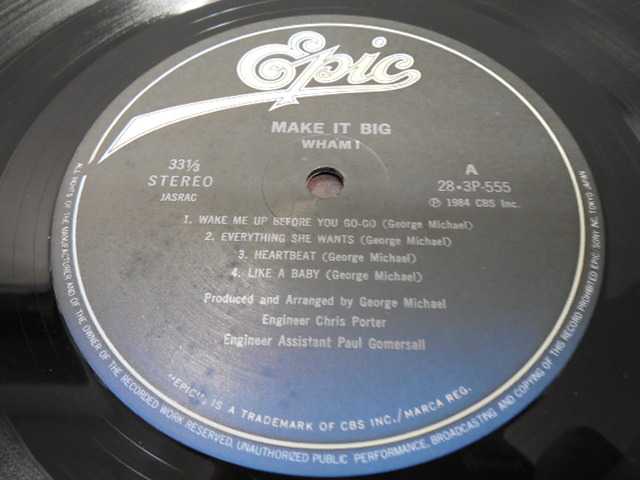 Epic
MAKE IT BIG
WHAM!
33⅓
STEREO
JASRAC
A
28・3P-555
Ⓟ 1984 CBS Inc.
1. WAKE ME UP BEFORE YOU GO-GO (George Michael)
2. EVERYTHING SHE WANTS (George Michael)
3. HEARTBEAT (George Michael)
4. LIKE A BABY (George Michael)
Produced and Arranged by George Michael
Engineer Chris Porter
Engineer Assistant Paul Gomersall
"EPIC", IS A TRADEMARK OF CBS INC./MARCA REG.
ALL RIGHTS OF THE MANUFACTURER AND OF THE OWNER OF THE RECORDED WORK RESERVED. UNAUTHORIZED PUBLIC PERFORMANCE, BROADCASTING AND COPYING OF THIS RECORD PROHIBITED EPIC SONY INC. TOKYO JAPAN